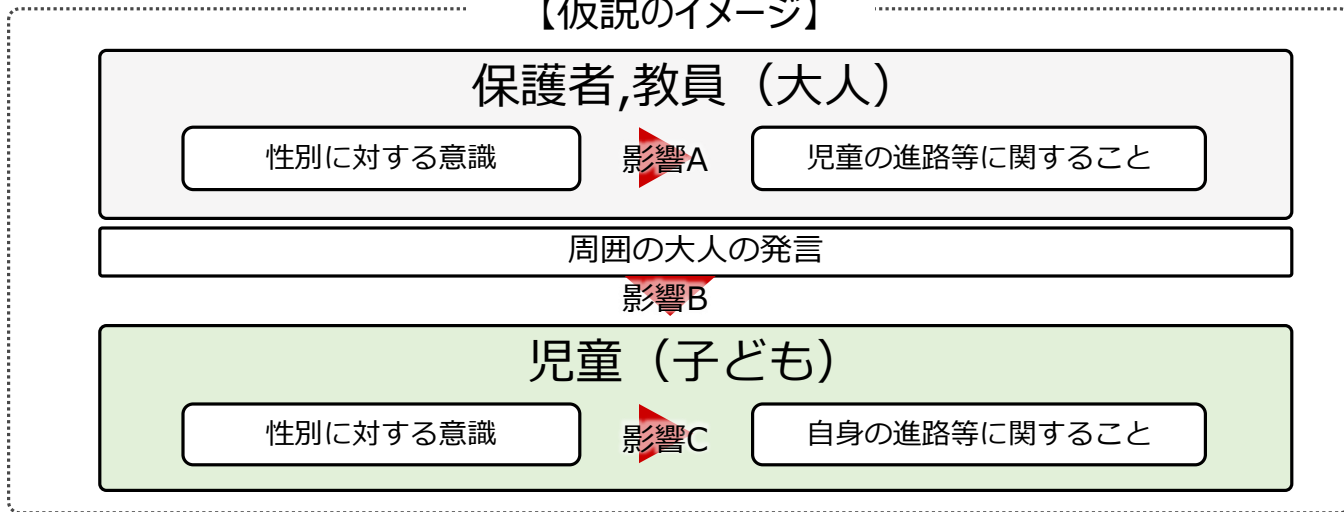 【仮説のイメージ】
保護者,教員（大人）
性別に対する意識
影響A
児童の進路等に関すること
周囲の大人の発言
影響B
児童（子ども）
性別に対する意識
影響C
自身の進路等に関すること